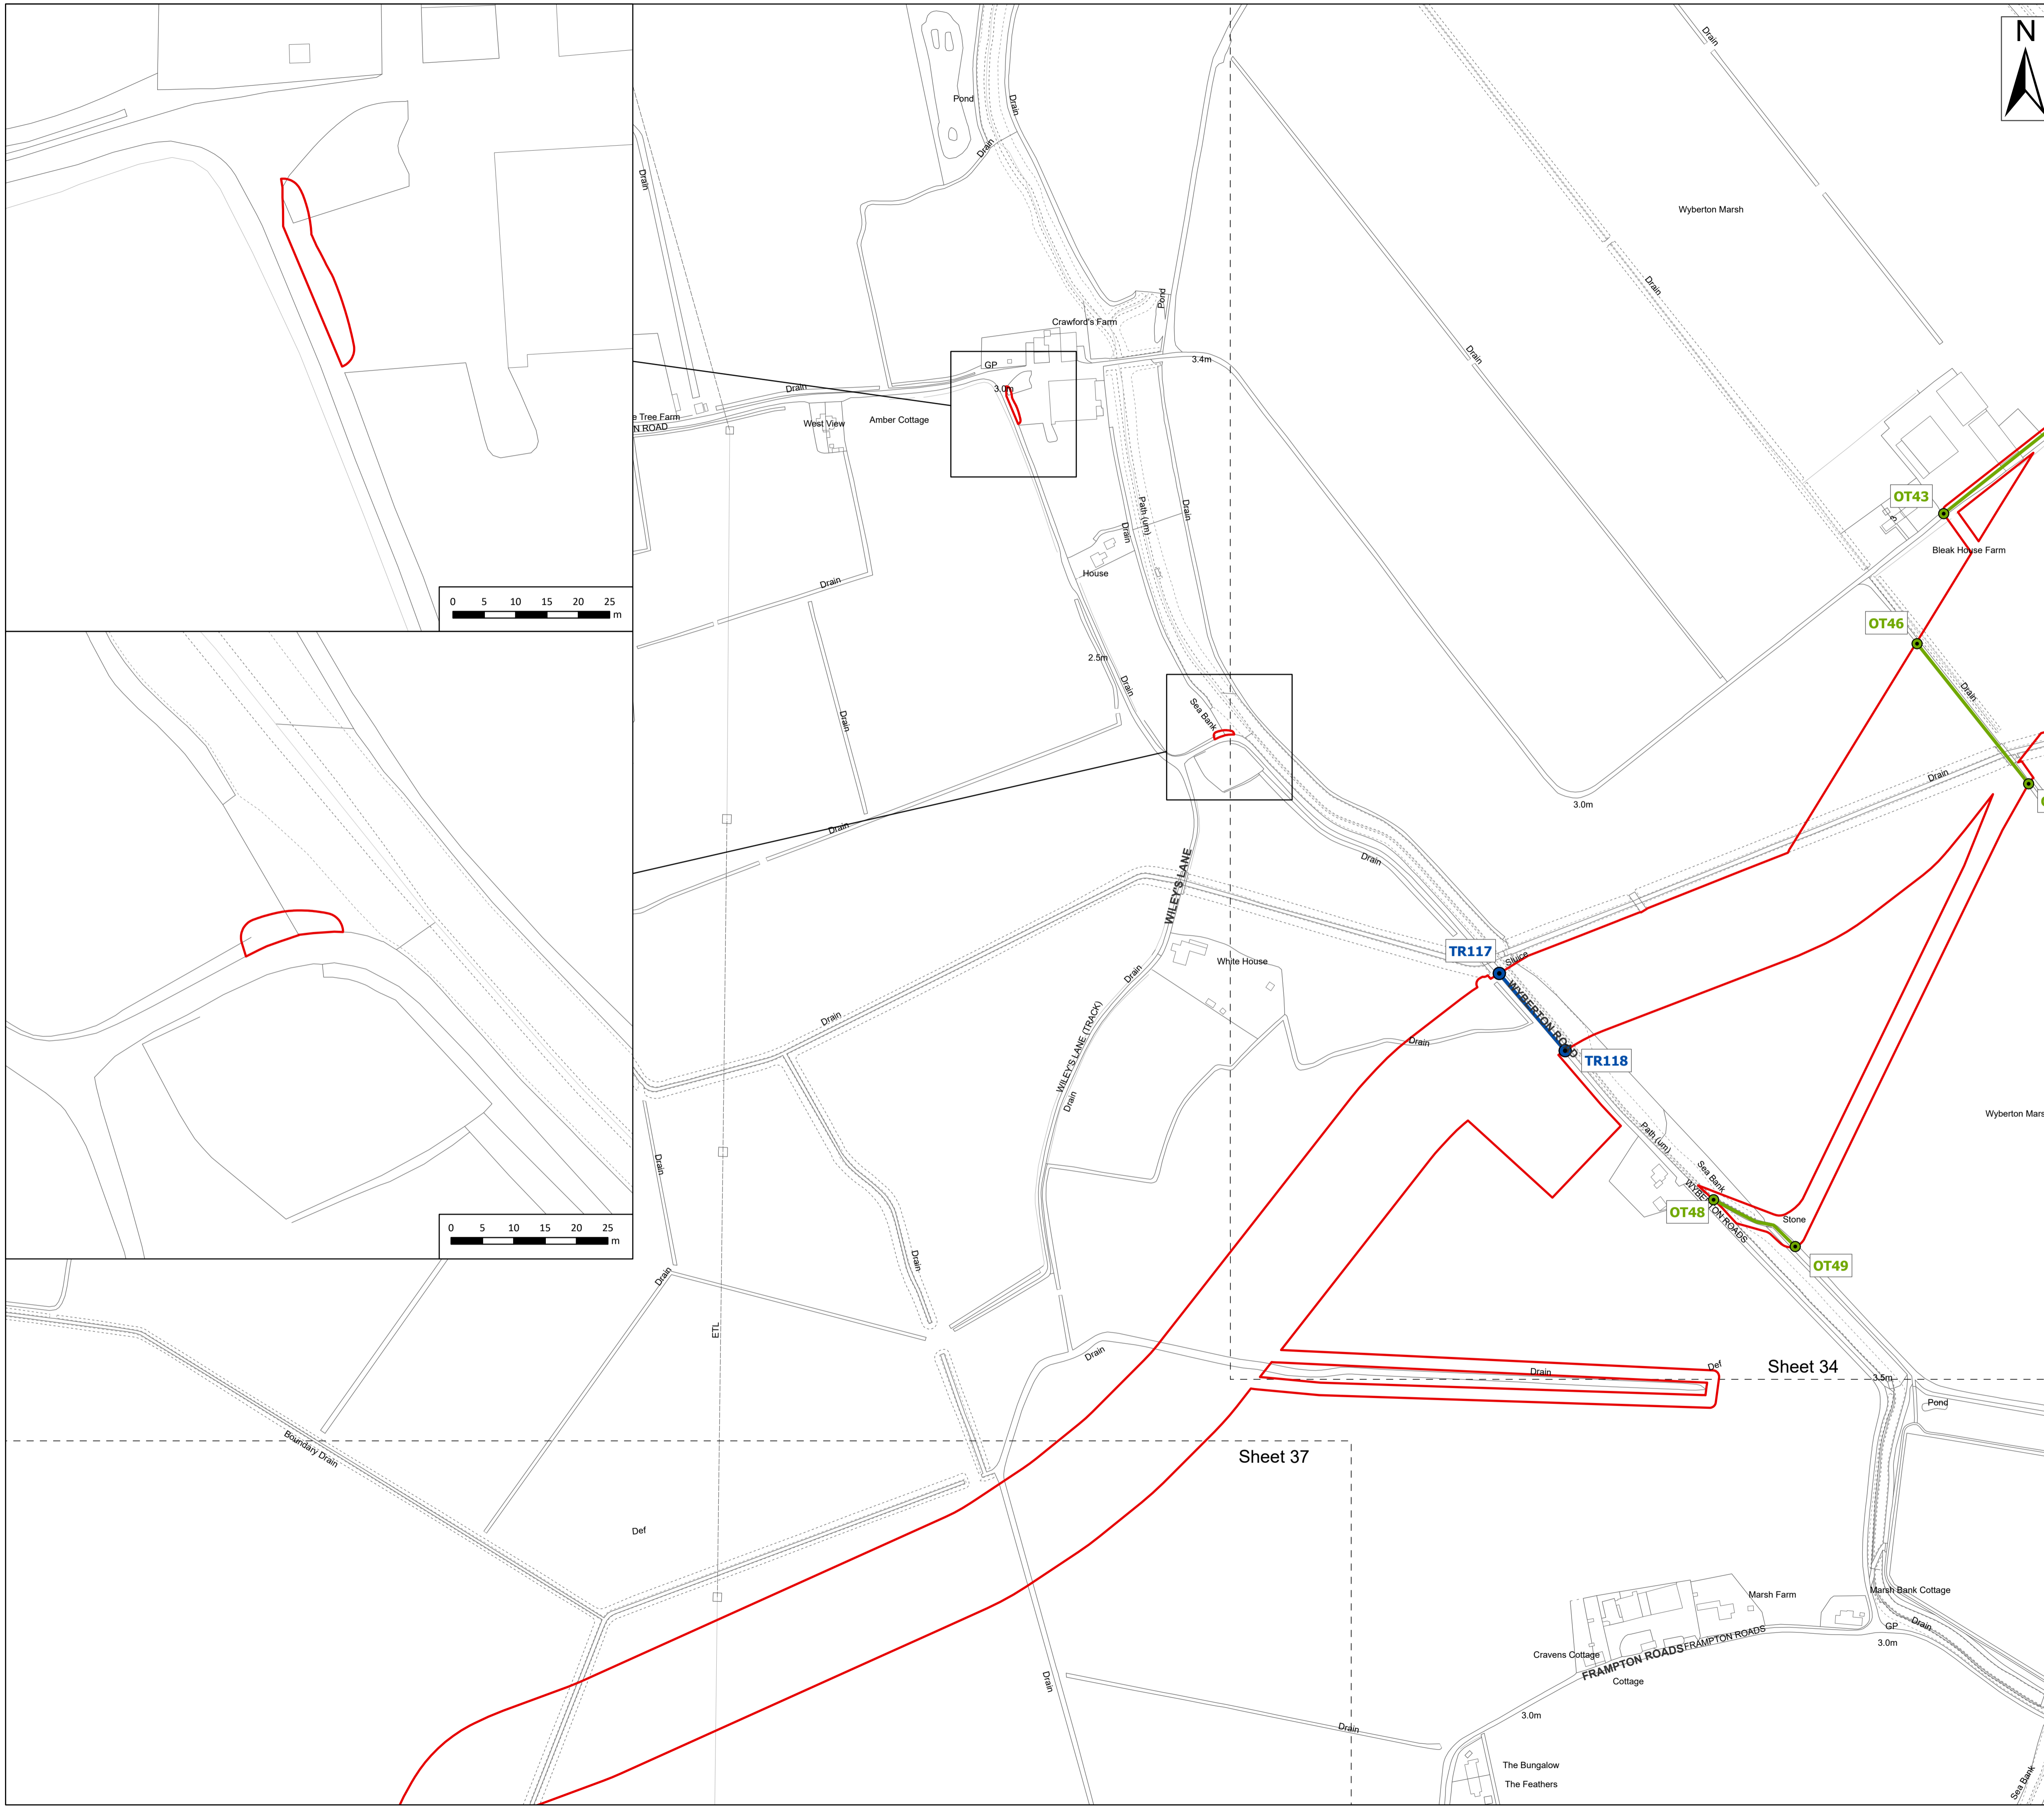 N
Drain
Pond
Drain
Drain
Drain
Wyberton Marsh
Drain
Pond
Crawford's Farm
3.4m
Drain
GP
3.0m
Drain
e Tree Farm
N ROAD
West View
Amber Cottage
OT43
Bleak House Farm
Path (um)
Drain
Drain
House
Drain
0 5 10 15 20 25
m
OT46
2.5m
Drain
Drain
Sea Bank
Drain
Drain
3.0m
Drain
Drain
WILEY'S LANE
TR117
Sluice
White House
Drain
WYBERTON ROAD
WILEY'S LANE (TRACK)
Drain
Drain
TR118
Drain
Wyberton Mars
Path (um)
Drain
Sea Bank
OT48
WYBERTON ROADS
Stone
0 5 10 15 20 25
m
Drain
Drain
OT49
ETL
Drain
Def
Drain
Sheet 34
3.5m
Pond
Boundary Drain
Sheet 37
Def
Marsh Farm
Marsh Bank Cottage
Drain
GP
3.0m
FRAMPTON ROADS
Cravens Cottage
FRAMPTON ROADS
Cottage
Drain
3.0m
Drain
The Bungalow
The Feathers
Sea Bank